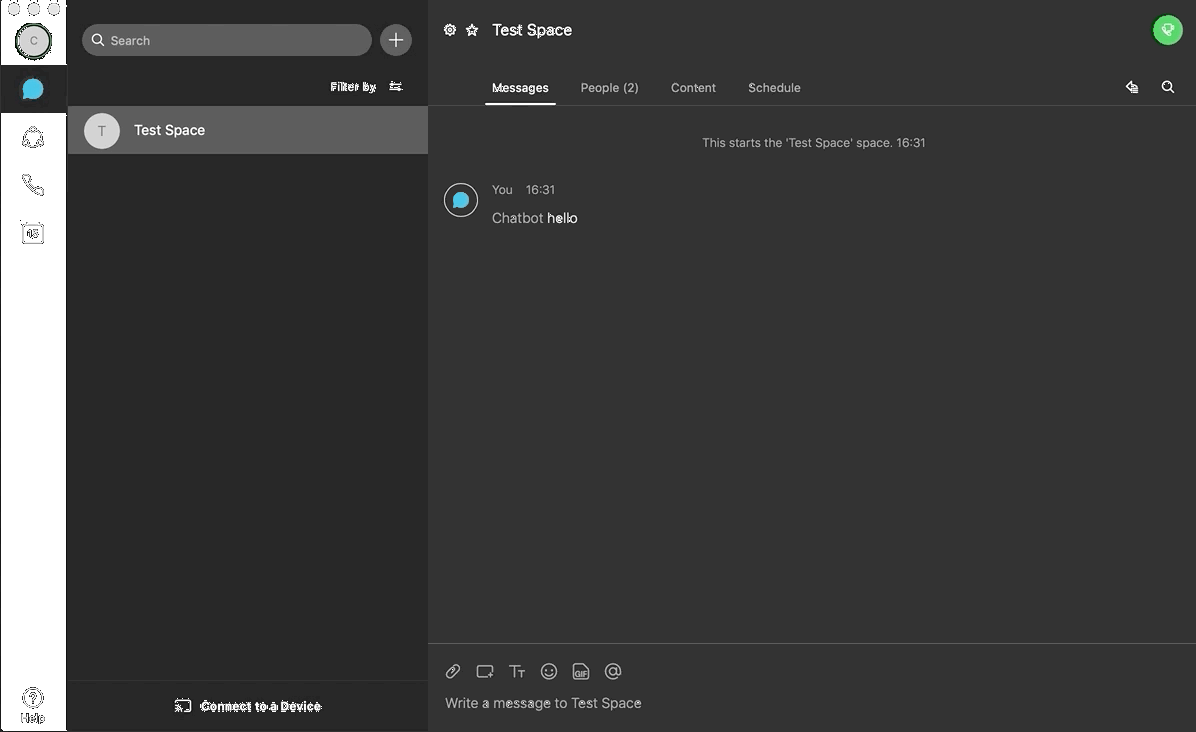 C
Search
Filter by
T
Test Space
Connect to a Device
Help
Test Space
Messages
People (2)
Content
Schedule
This starts the 'Test Space' space. 16:31
You 16:31
Chatbot hello
GIF
Write a message to Test Space